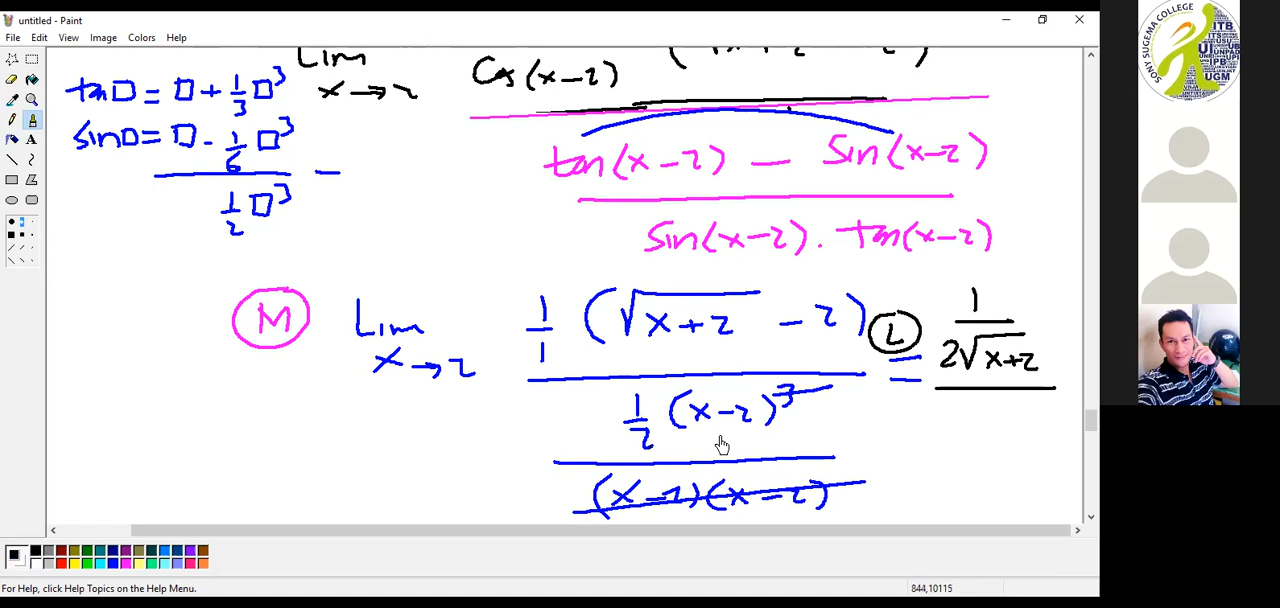 untitled - Paint
File Edit View Image Colors Help
Lim
x→2
Cos(x-2)
tan□ = □ + 1/3 □³
sin□ = □ - 1/6 □³
1/2 □³
tan(x-2) - sin(x-2)
sin(x-2) . tan(x-2)
M
Lim
x→2
1/1 (√x+2 - 2)
L
=
1
2√x+2
1/2 (x-2)³
(x-2)(x-2)
For Help, click Help Topics on the Help Menu.
844,10115
SONY SUGEMA COLLEGE
ITB
ITS
UI
UNPAD
IPB
UGM